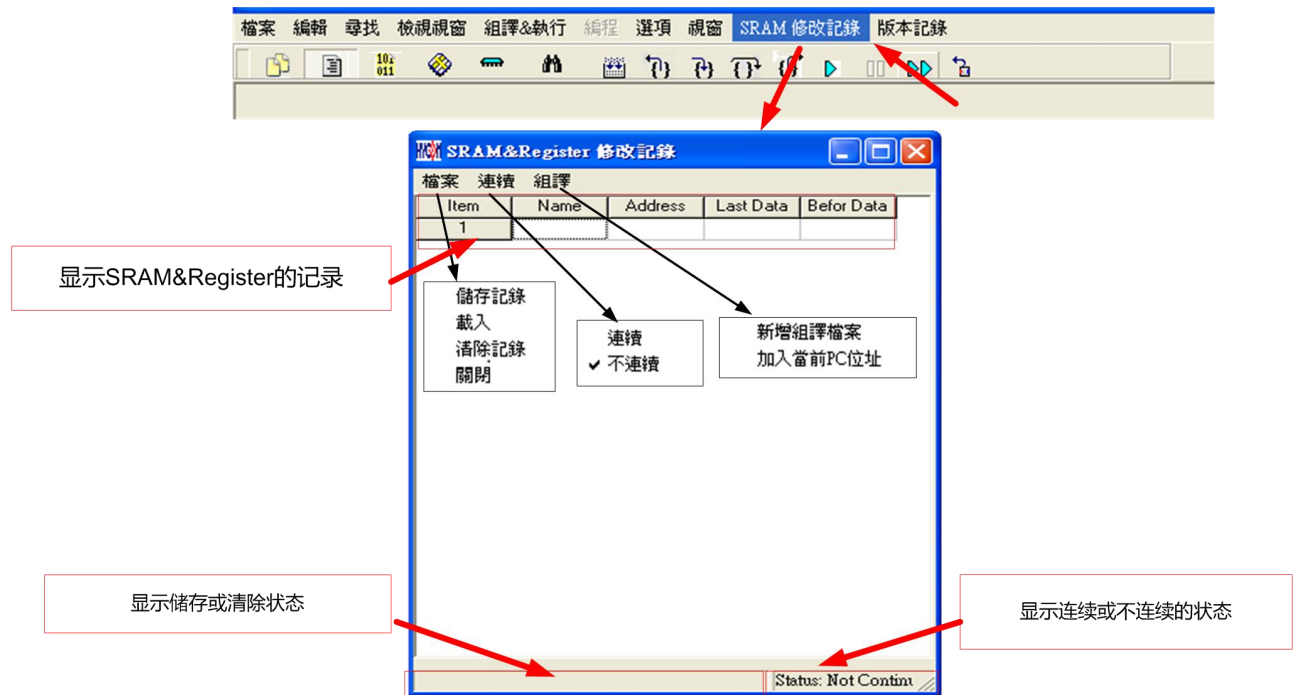 檔案 編輯 尋找 檢視視窗 組譯&執行 編程 選項 視窗 SRAM 修改記錄 版本記錄
SRAM&Register 修改記錄
檔案 連續 組譯
Item Name Address Last Data Befor Data
1
显示SRAM&Register的记录
儲存記錄
載入
清除記錄
關閉
連續
✓ 不連續
新增組譯檔案
加入當前PC位址
显示储存或清除状态
显示连续或不连续的状态
Status: Not Continu